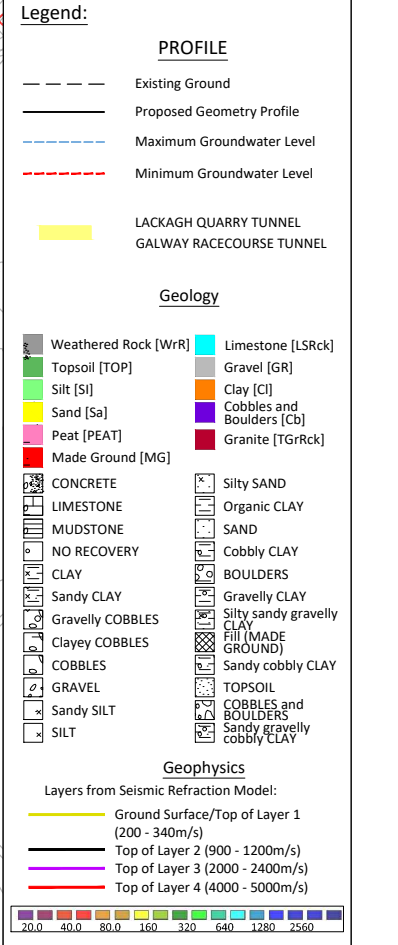 Legend:
PROFILE
Existing Ground
Proposed Geometry Profile
Maximum Groundwater Level
Minimum Groundwater Level
LACKAGH QUARRY TUNNEL
GALWAY RACECOURSE TUNNEL
Geology
Weathered Rock [WrR]
Topsoil [TOP]
Silt [SI]
Sand [Sa]
Peat [PEAT]
Made Ground [MG]
Limestone [LSRck]
Gravel [GR]
Clay [Cl]
Cobbles and
Boulders [Cb]
Granite [TGrRck]
CONCRETE
LIMESTONE
MUDSTONE
NO RECOVERY
CLAY
Sandy CLAY
Gravelly COBBLES
Clayey COBBLES
COBBLES
GRAVEL
Sandy SILT
SILT
Silty SAND
Organic CLAY
SAND
Cobbly CLAY
BOULDERS
Gravelly CLAY
Silty sandy gravelly
CLAY
Fill (MADE
GROUND)
Sandy cobbly CLAY
TOPSOIL
COBBLES and
BOULDERS
Sandy gravelly
cobbly CLAY
Geophysics
Layers from Seismic Refraction Model:
Ground Surface/Top of Layer 1
(200 - 340m/s)
Top of Layer 2 (900 - 1200m/s)
Top of Layer 3 (2000 - 2400m/s)
Top of Layer 4 (4000 - 5000m/s)
20.0 40.0 80.0 160 320 640 1280 2560